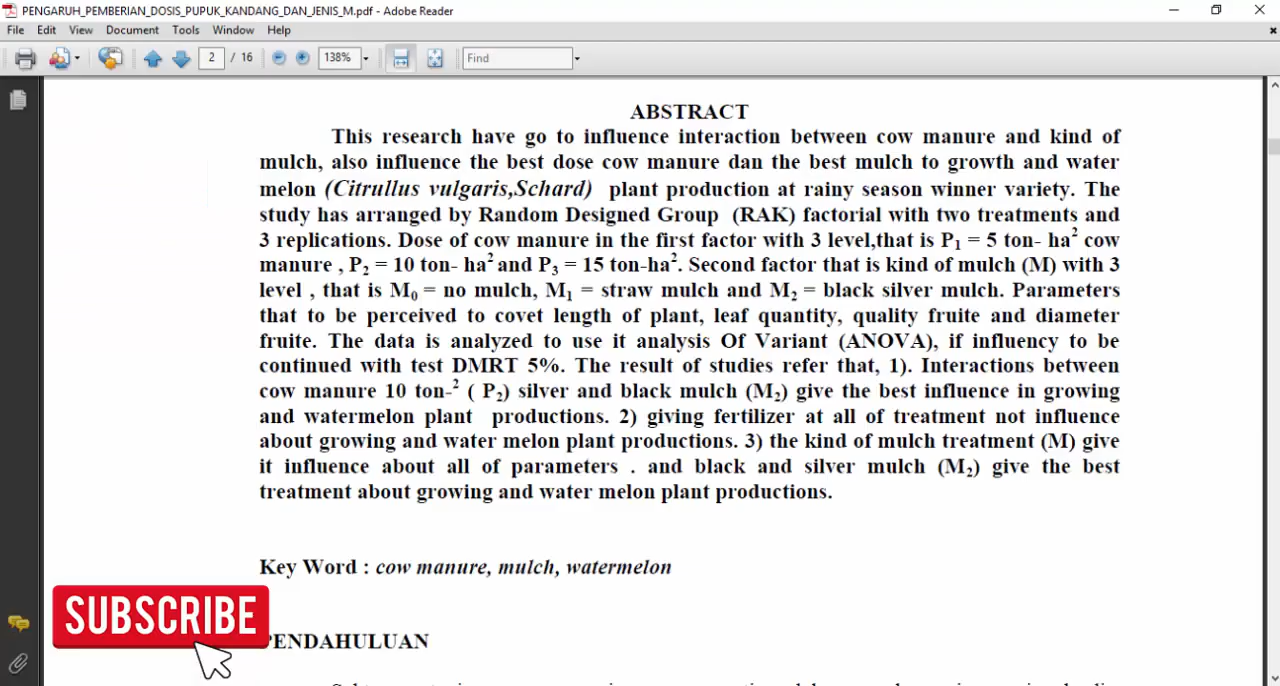 PENGARUH_PEMBERIAN_DOSIS_PUPUK_KANDANG_DAN_JENIS_M.pdf - Adobe Reader
File Edit View Document Tools Window Help
2 / 16 138% Find
ABSTRACT
This research have go to influence interaction between cow manure and kind of
mulch, also influence the best dose cow manure dan the best mulch to growth and water
melon (Citrullus vulgaris,Schard) plant production at rainy season winner variety. The
study has arranged by Random Designed Group (RAK) factorial with two treatments and
3 replications. Dose of cow manure in the first factor with 3 level,that is P₁ = 5 ton- ha² cow
manure , P₂ = 10 ton- ha² and P₃ = 15 ton-ha². Second factor that is kind of mulch (M) with 3
level , that is M₀ = no mulch, M₁ = straw mulch and M₂ = black silver mulch. Parameters
that to be perceived to covet length of plant, leaf quantity, quality fruite and diameter
fruite. The data is analyzed to use it analysis Of Variant (ANOVA), if influency to be
continued with test DMRT 5%. The result of studies refer that, 1). Interactions between
cow manure 10 ton-² ( P₂) silver and black mulch (M₂) give the best influence in growing
and watermelon plant productions. 2) giving fertilizer at all of treatment not influence
about growing and water melon plant productions. 3) the kind of mulch treatment (M) give
it influence about all of parameters . and black and silver mulch (M₂) give the best
treatment about growing and water melon plant productions.
Key Word : cow manure, mulch, watermelon
SUBSCRIBE
PENDAHULUAN